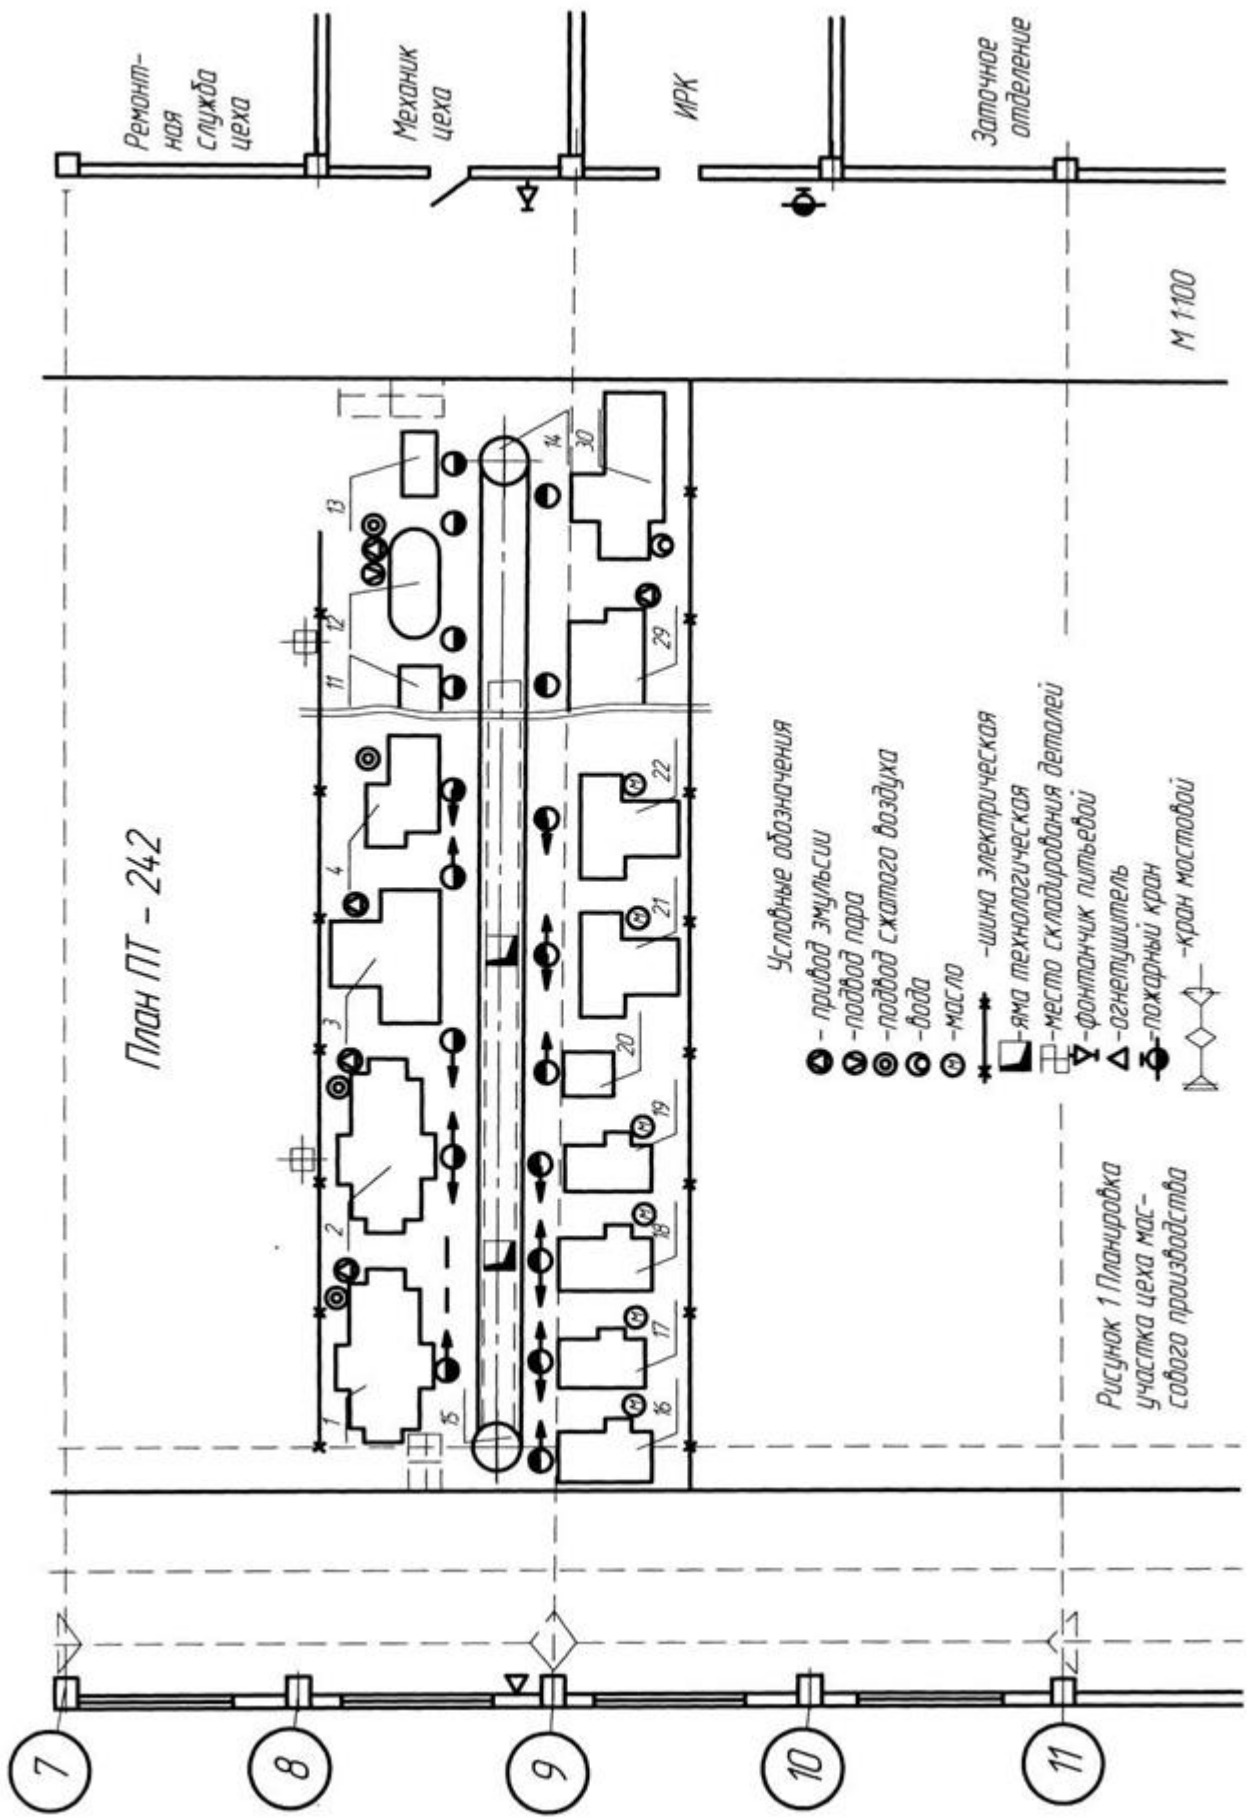 План ПТ - 242
Ремонт-
ная
служба
цеха
Механик
цеха
ИРК
Заточное
отделение
1
2
3
4
11
12
13
14
15
16
17
18
19
20
21
22
29
30
М
М
М
М
М
М
М 1:100
Условные обозначения
- привод эмульсии
-подвод пара
-подвод сжатого воздуха
-вода
М -масло
-шина электрическая
-яма технологическая
-место складирования деталей
-фонтанчик питьевой
-огнетушитель
-пожарный кран
-кран мостовой
Рисунок 1 Планировка
участка цеха мас-
сового производства
7
8
9
10
11